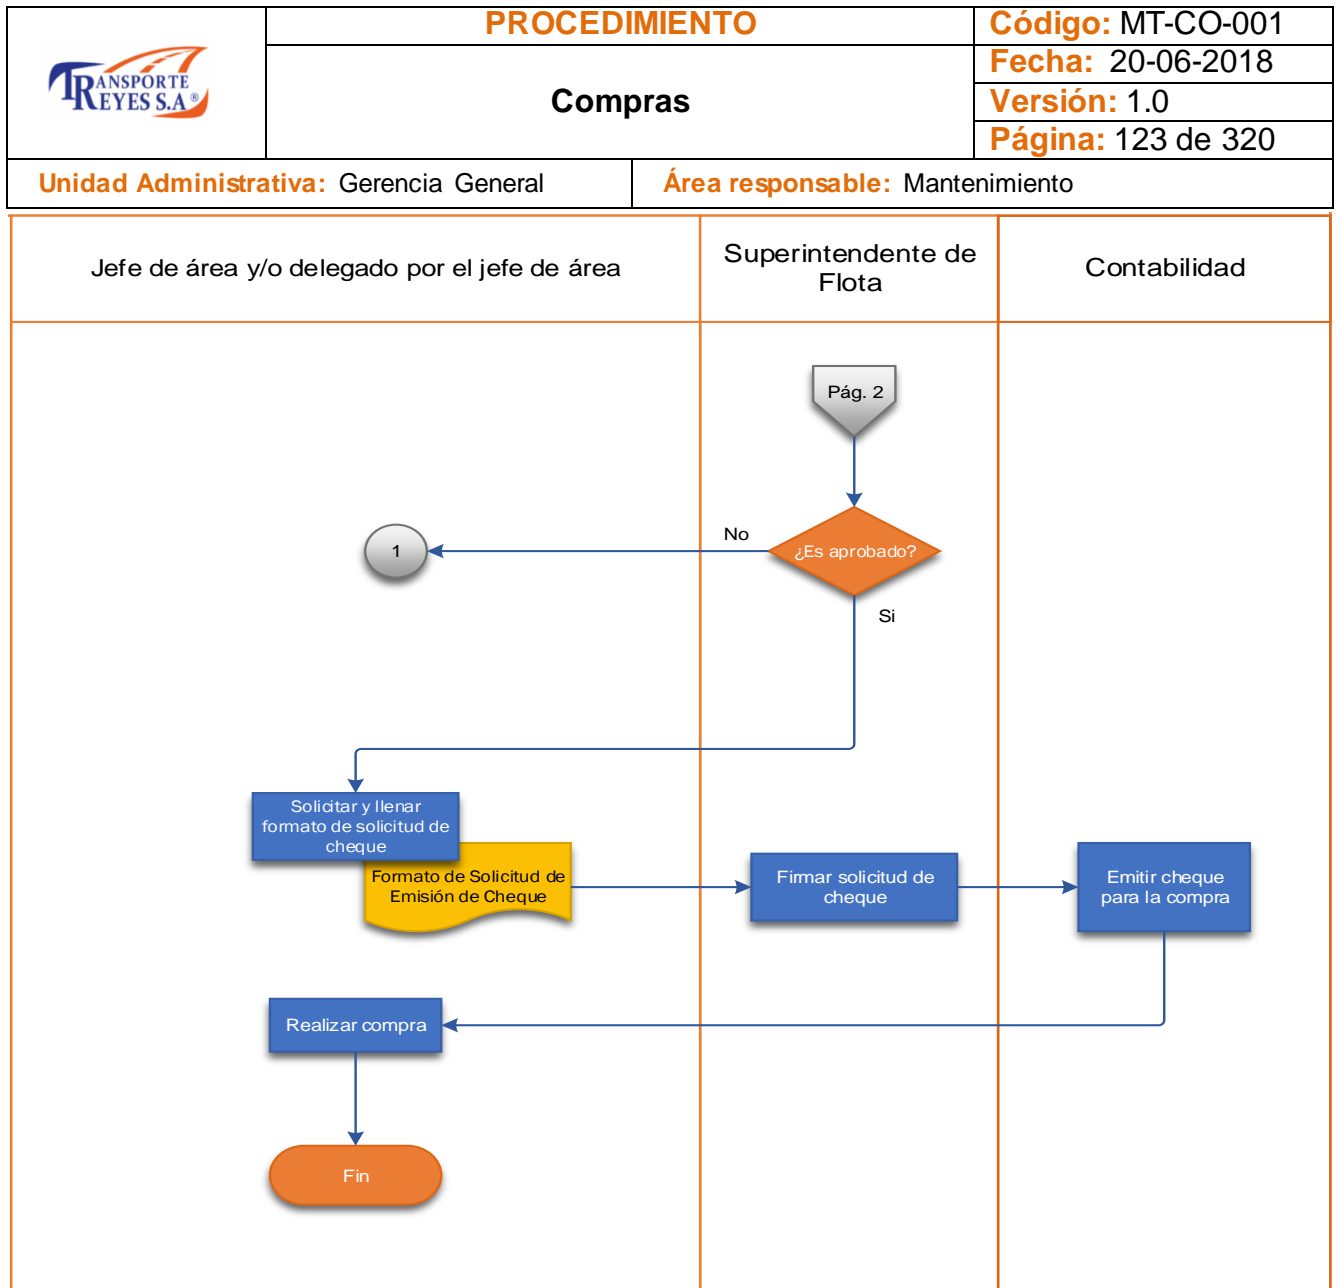 TRANSPORTE
REYES S.A®
PROCEDIMIENTO
Compras
Código: MT-CO-001
Fecha: 20-06-2018
Versión: 1.0
Página: 123 de 320
Unidad Administrativa: Gerencia General
Área responsable: Mantenimiento
Jefe de área y/o delegado por el jefe de área
Superintendente de
Flota
Contabilidad
Pág. 2
¿Es aprobado?
No
1
Si
Solicitar y llenar
formato de solicitud de
cheque
Formato de Solicitud de
Emisión de Cheque
Firmar solicitud de
cheque
Emitir cheque
para la compra
Realizar compra
Fin